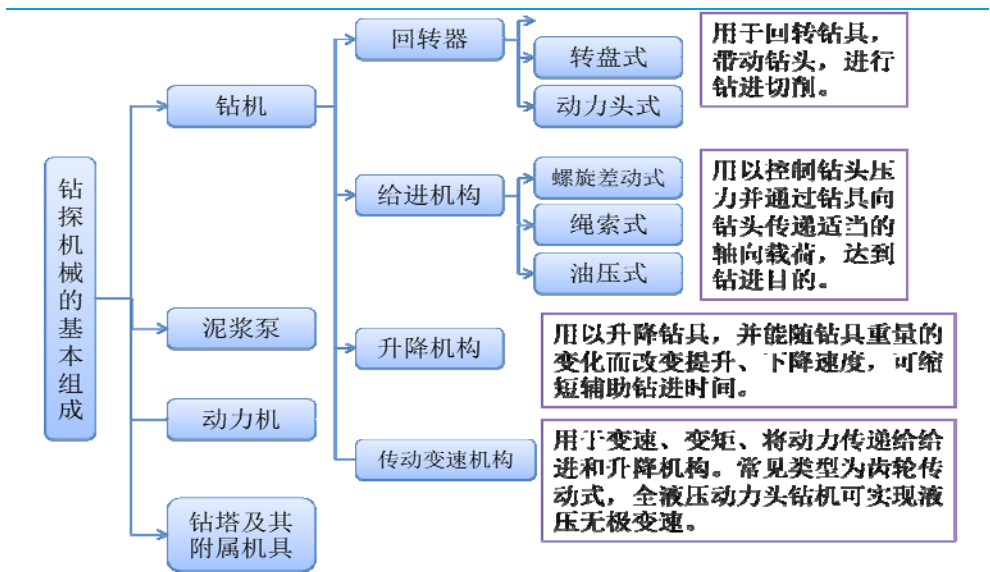 钻探机械的基本组成
钻机
泥浆泵
动力机
钻塔及其
附属机具
回转器
给进机构
升降机构
传动变速机构
转盘式
动力头式
螺旋差动式
绳索式
油压式
用于回转钻具，
带动钻头，进行
钻进切削。
用以控制钻头压
力并通过钻具向
钻头传递适当的
轴向载荷，达到
钻进目的。
用以升降钻具，并能随钻具重量的
变化而改变提升、下降速度，可缩
短辅助钻进时间。
用于变速、变矩、将动力传递给给
进和升降机构。常见类型为齿轮传
动式，全液压动力头钻机可实现液
压无极变速。